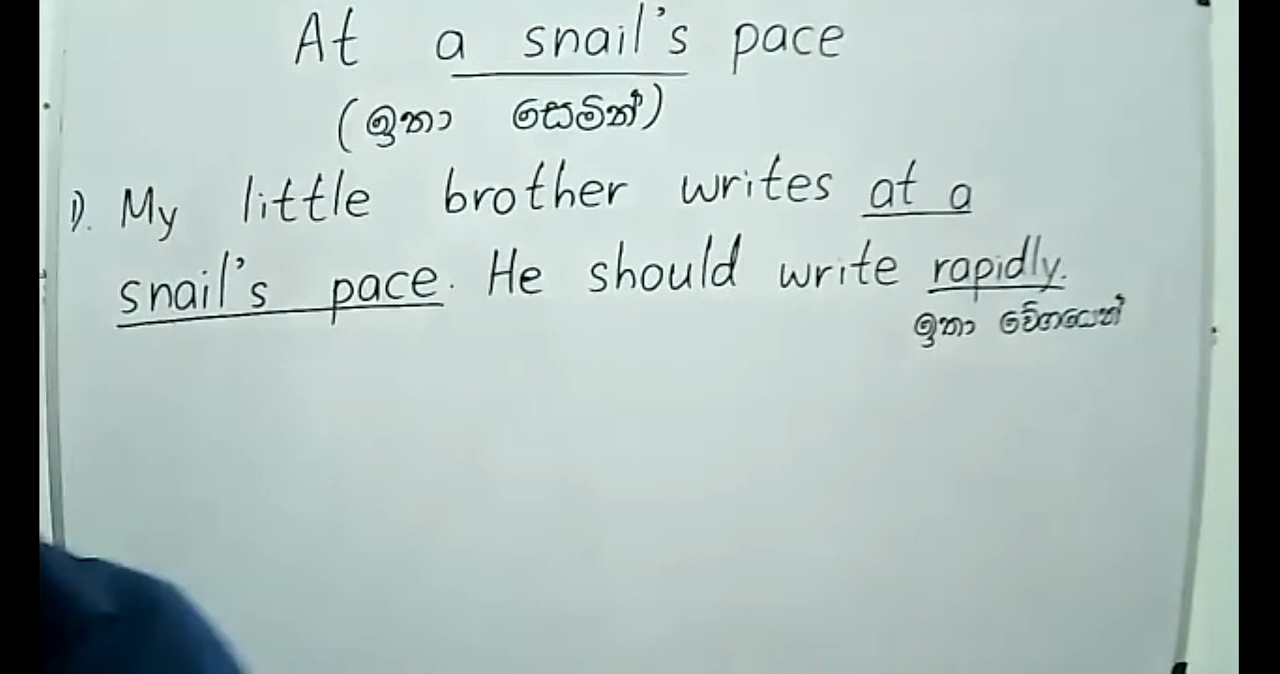 At a snail's pace
(ඉතා සෙමින්)
1). My little brother writes at a
snail's pace. He should write rapidly.
ඉතා වේගයෙන්